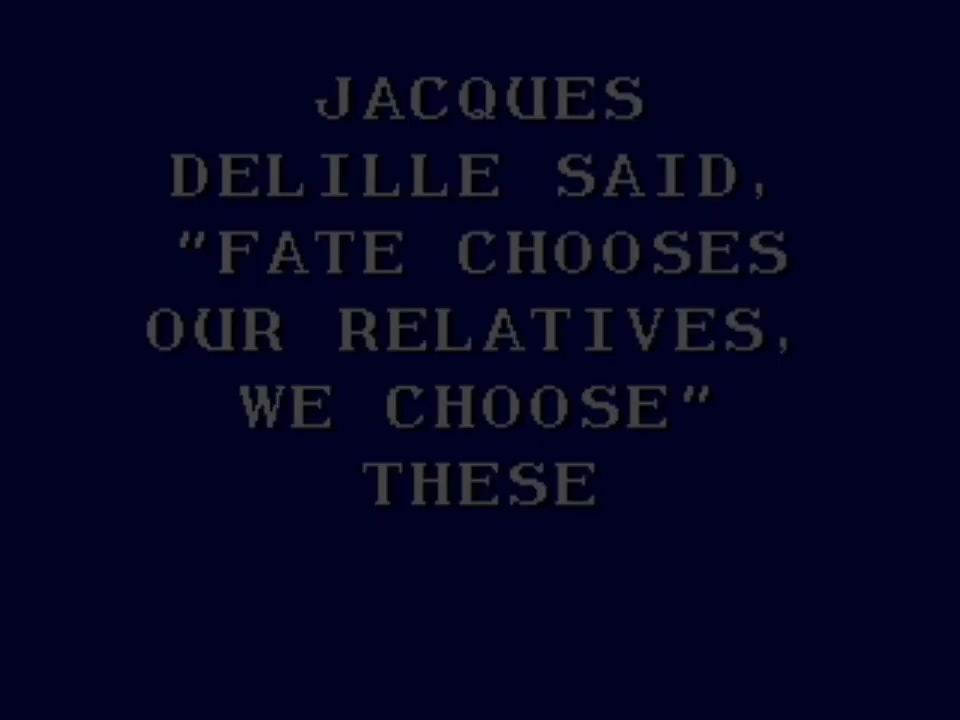 JACQUES
DELILLE SAID,
"FATE CHOOSES
OUR RELATIVES,
WE CHOOSE"
THESE